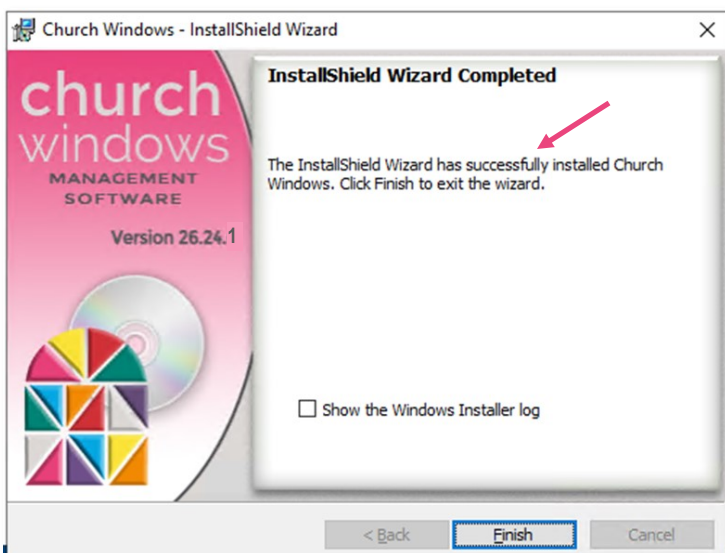 Church Windows - InstallShield Wizard
church
windows
MANAGEMENT
SOFTWARE
Version 26.24.1
InstallShield Wizard Completed
The InstallShield Wizard has successfully installed Church
Windows. Click Finish to exit the wizard.
Show the Windows Installer log
< Back
Finish
Cancel